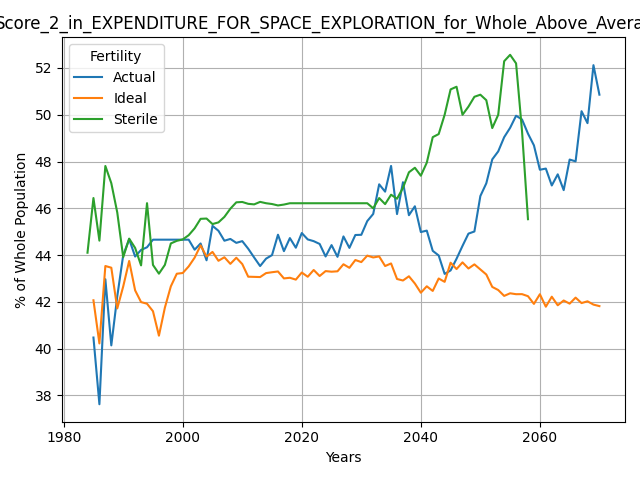 Score_2_in_EXPENDITURE_FOR_SPACE_EXPLORATION_for_Whole_Above_Avera
Fertility
Actual
Ideal
Sterile
52
50
48
46
44
42
40
38
% of Whole Population
1980 2000 2020 2040 2060
Years